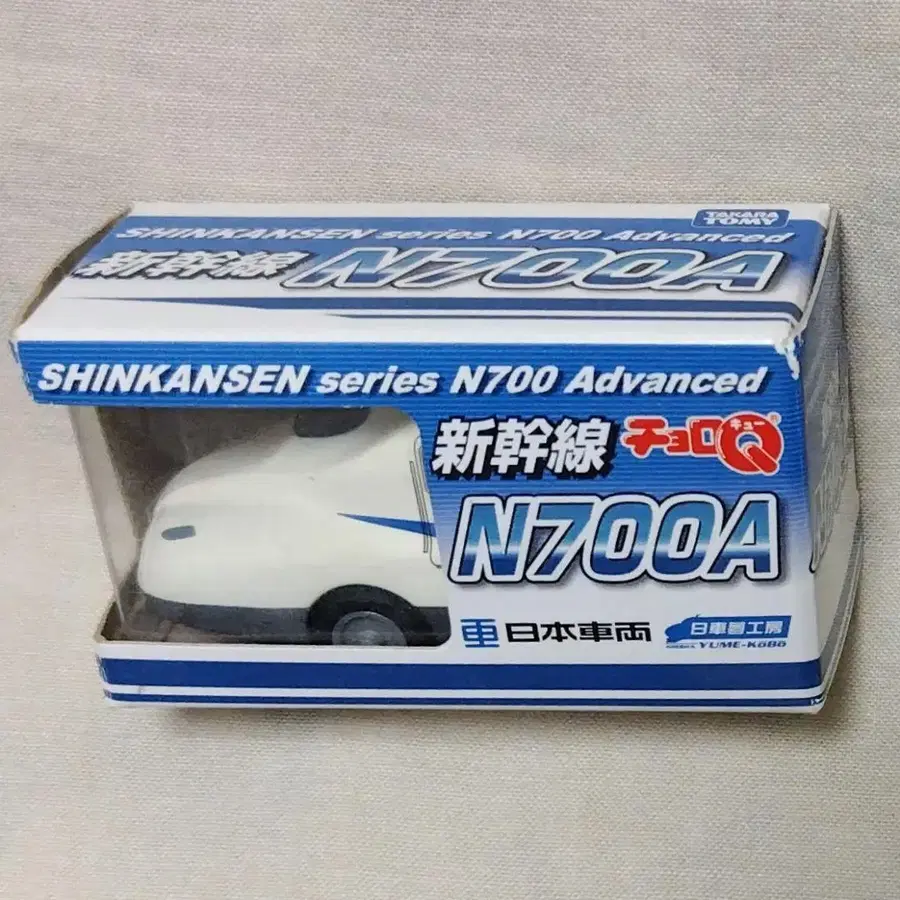 TAKARA
TOMY
SHINKANSEN series N700 Advanced
新幹線 N700A
SHINKANSEN series N700 Advanced
新幹線 チョロQ
キュー
N700A
日本車両
日車夢工房
YUME-KoBo